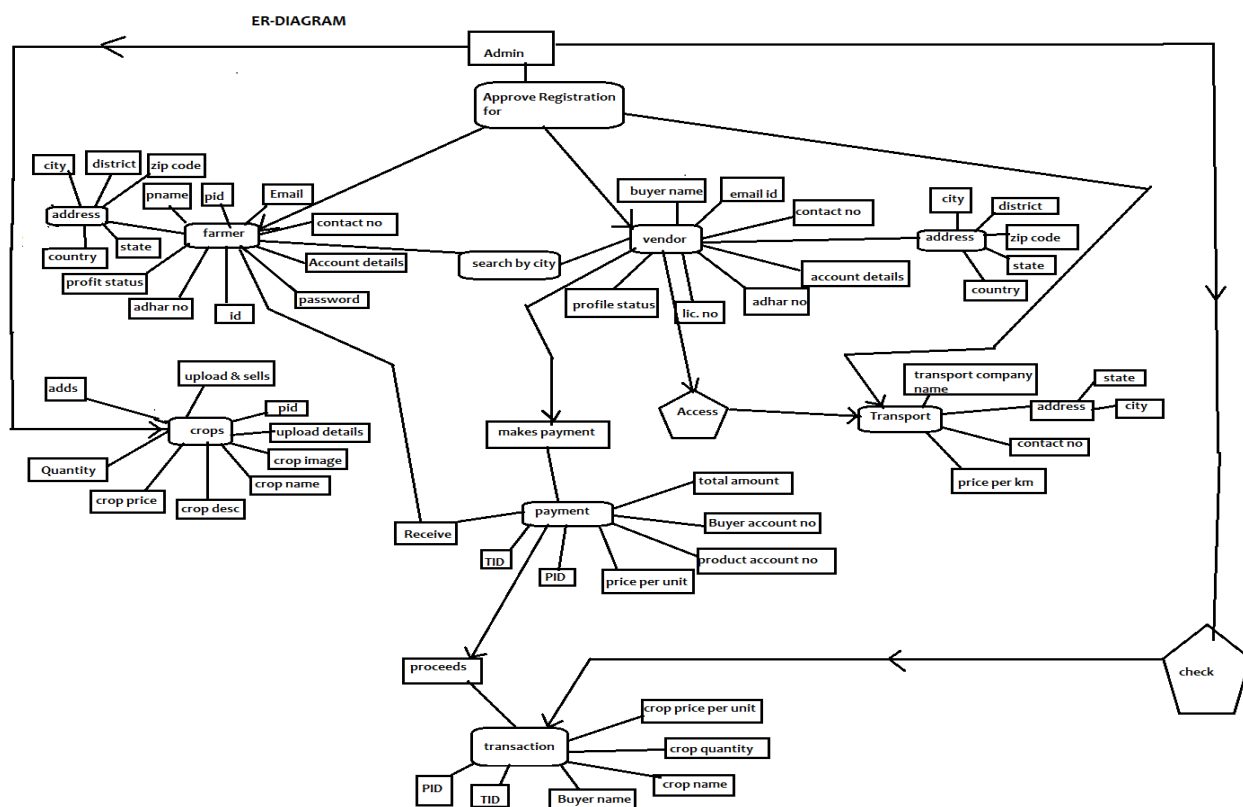 ER-DIAGRAM
Admin
Approve Registration
for
city
district
zip code
pname
pid
Email
address
contact no
farmer
country
state
Account details
profit status
adhar no
id
password
search by city
buyer name
email id
contact no
vendor
account details
profile status
lic. no
adhar no
city
district
address
zip code
state
country
upload & sells
adds
pid
crops
upload details
crop image
Quantity
crop name
crop price
crop desc
Access
transport company
name
state
Transport
address
city
contact no
price per km
makes payment
total amount
payment
Buyer account no
Receive
TID
PID
product account no
price per unit
proceeds
check
crop price per unit
transaction
crop quantity
crop name
PID
TID
Buyer name